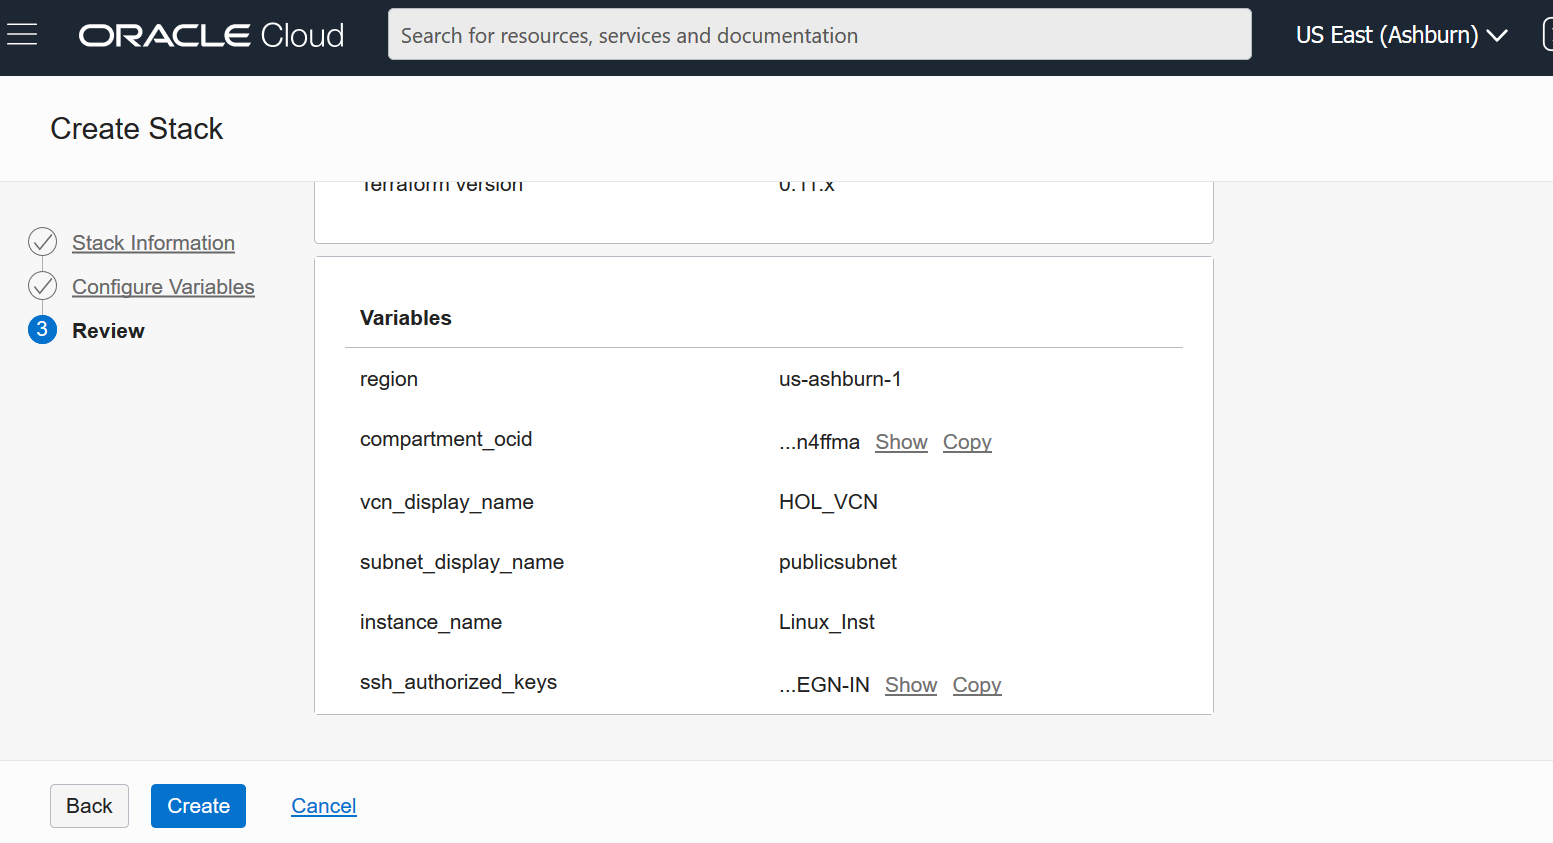 ORACLE Cloud
Search for resources, services and documentation
US East (Ashburn)
Create Stack
Terraform version 0.11.x
Stack Information
Configure Variables
3 Review
Variables
region us-ashburn-1
compartment_ocid ...n4ffma Show Copy
vcn_display_name HOL_VCN
subnet_display_name publicsubnet
instance_name Linux_Inst
ssh_authorized_keys ...EGN-IN Show Copy
Back Create Cancel